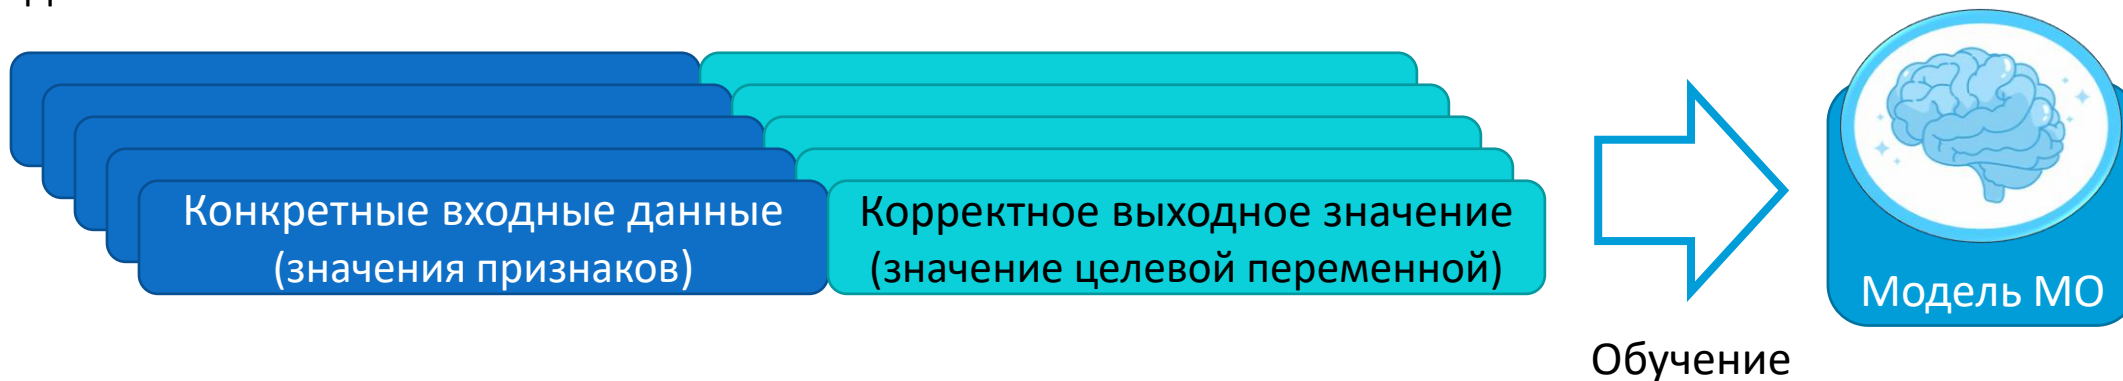 Конкретные входные данные
(значения признаков)
Корректное выходное значение
(значение целевой переменной)
Модель МО
Обучение